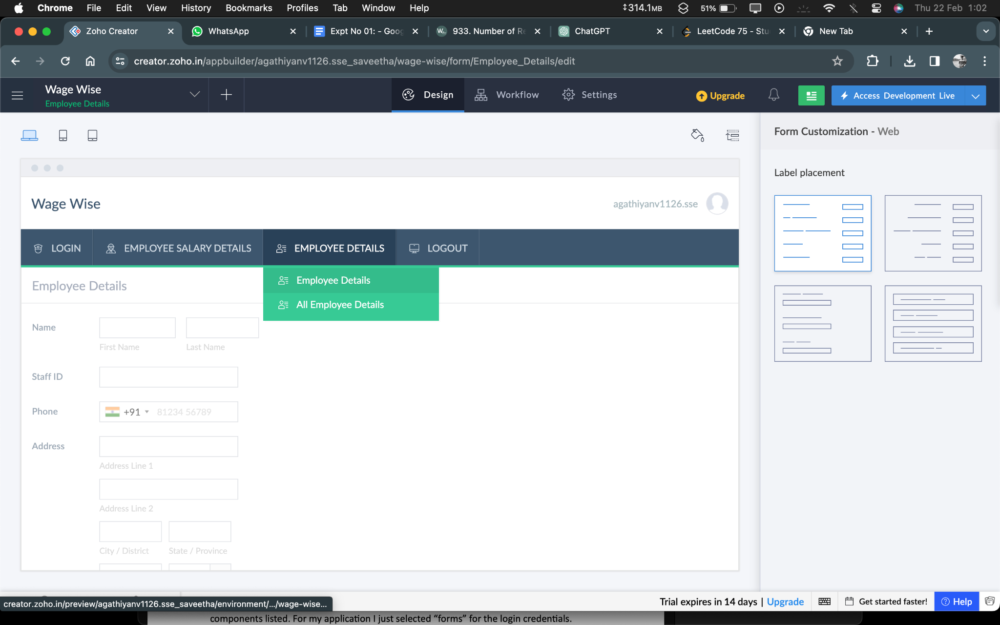 Chrome File Edit View History Bookmarks Profiles Tab Window Help 314.1MB 51% Thu 22 Feb 1:02
Zoho Creator WhatsApp Expt No 01: - Goog 933. Number of Re ChatGPT LeetCode 75 - Stu New Tab
creator.zoho.in/appbuilder/agathiyanv1126.sse_saveetha/wage-wise/form/Employee_Details/edit
Wage Wise
Employee Details
Design Workflow Settings Upgrade Access Development Live
Form Customization - Web
Label placement
Wage Wise
agathiyanv1126.sse
LOGIN EMPLOYEE SALARY DETAILS EMPLOYEE DETAILS LOGOUT
Employee Details
All Employee Details
Employee Details
Name
First Name Last Name
Staff ID
Phone +91 81234 56789
Address
Address Line 1
Address Line 2
City / District State / Province
creator.zoho.in/preview/agathiyanv1126.sse_saveetha/environment/.../wage-wise...
Trial expires in 14 days | Upgrade Get started faster! Help
components listed. For my application I just selected “forms” for the login credentials.